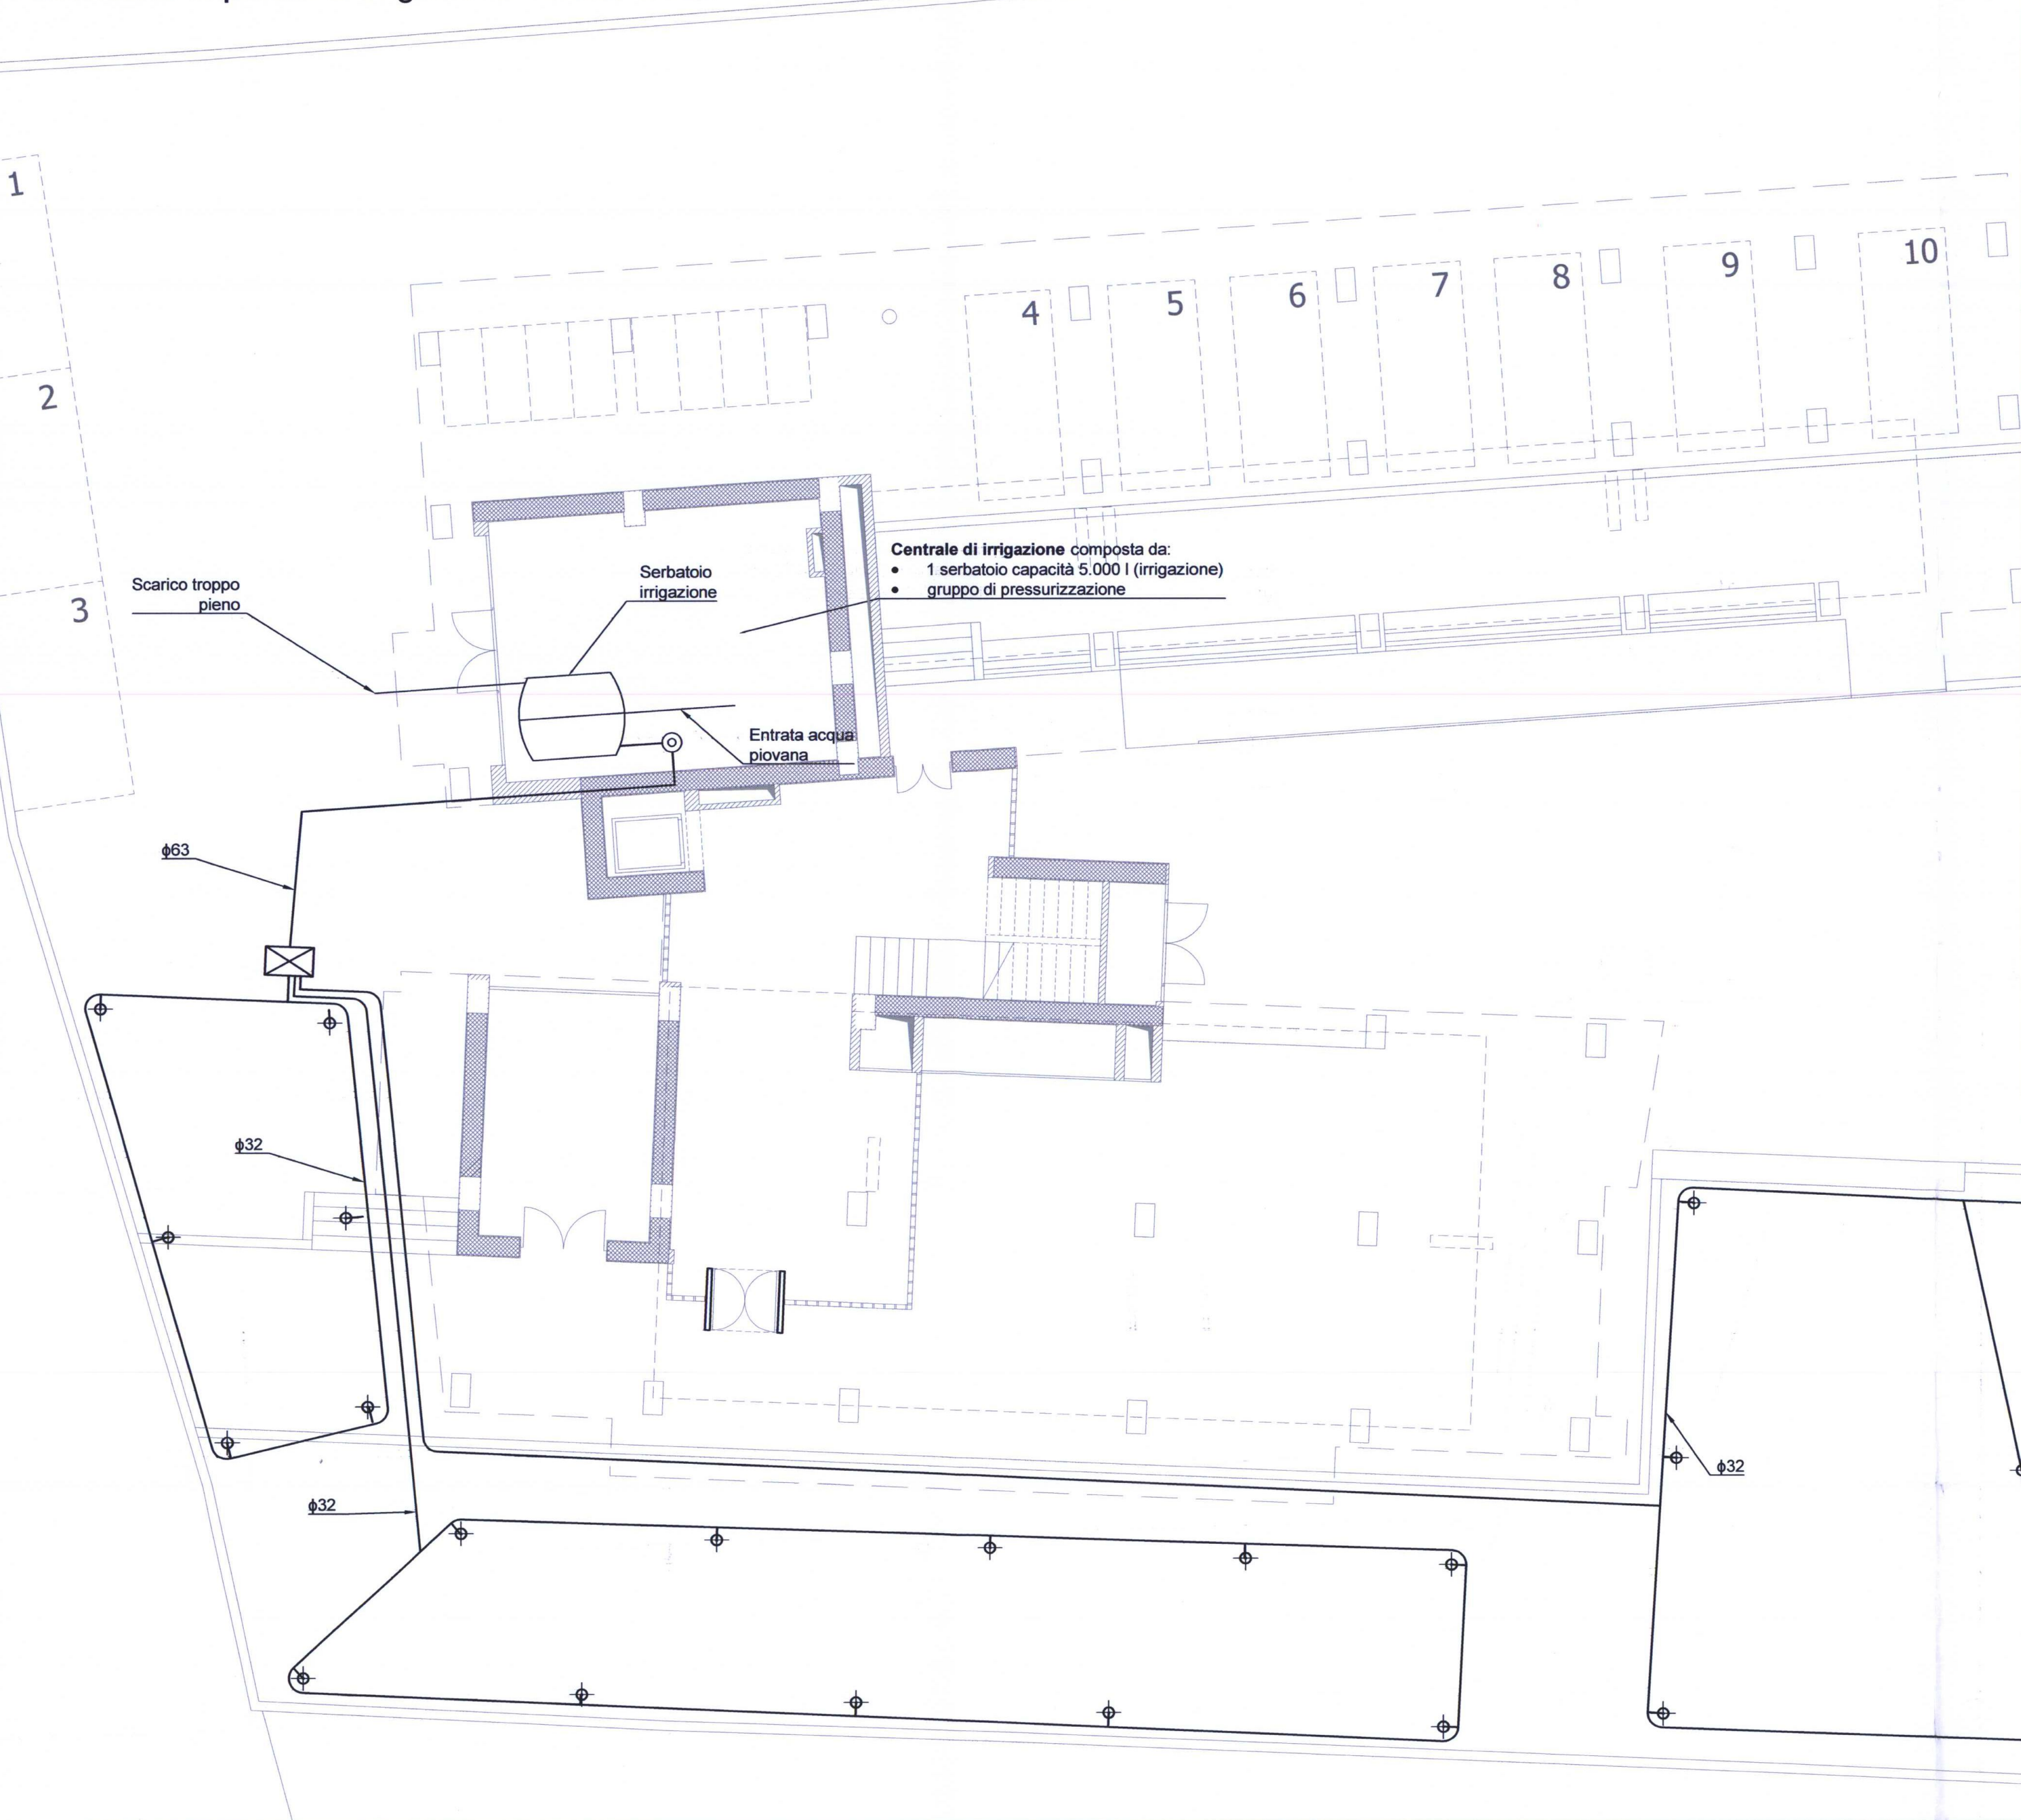 1
2
3
4
5
6
7
8
9
10
Scarico troppo
pieno
Serbatoio
irrigazione
Centrale di irrigazione composta da:
• 1 serbatoio capacità 5.000 l (irrigazione)
• gruppo di pressurizzazione
Entrata acqua
piovana
ϕ63
ϕ32
ϕ32
ϕ32